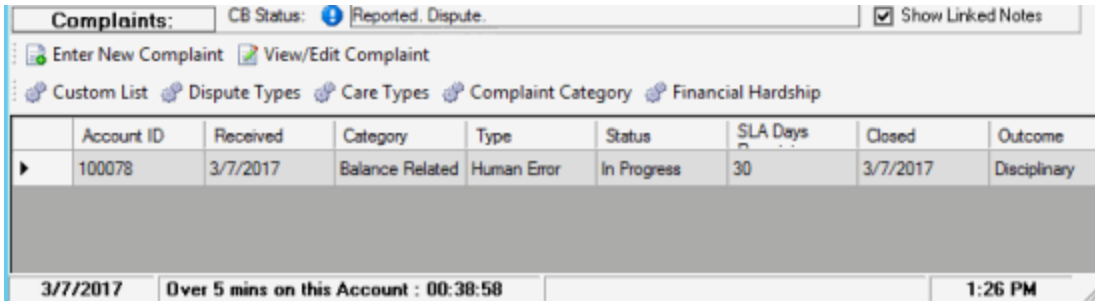 Complaints: CB Status: Reported. Dispute. Show Linked Notes
Enter New Complaint View/Edit Complaint
Custom List Dispute Types Care Types Complaint Category Financial Hardship
Account ID Received Category Type Status SLA Days Closed Outcome
100078 3/7/2017 Balance Related Human Error In Progress 30 3/7/2017 Disciplinary
3/7/2017 Over 5 mins on this Account : 00:38:58 1:26 PM